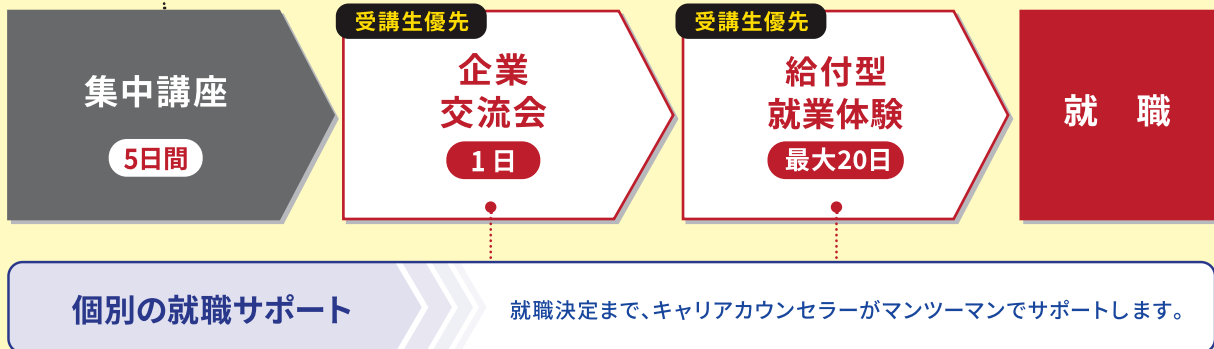 集中講座
5日間
受講生優先
企業
交流会
1日
受講生優先
給付型
就業体験
最大20日
就 職
個別の就職サポート
就職決定まで、キャリアカウンセラーがマンツーマンでサポートします。